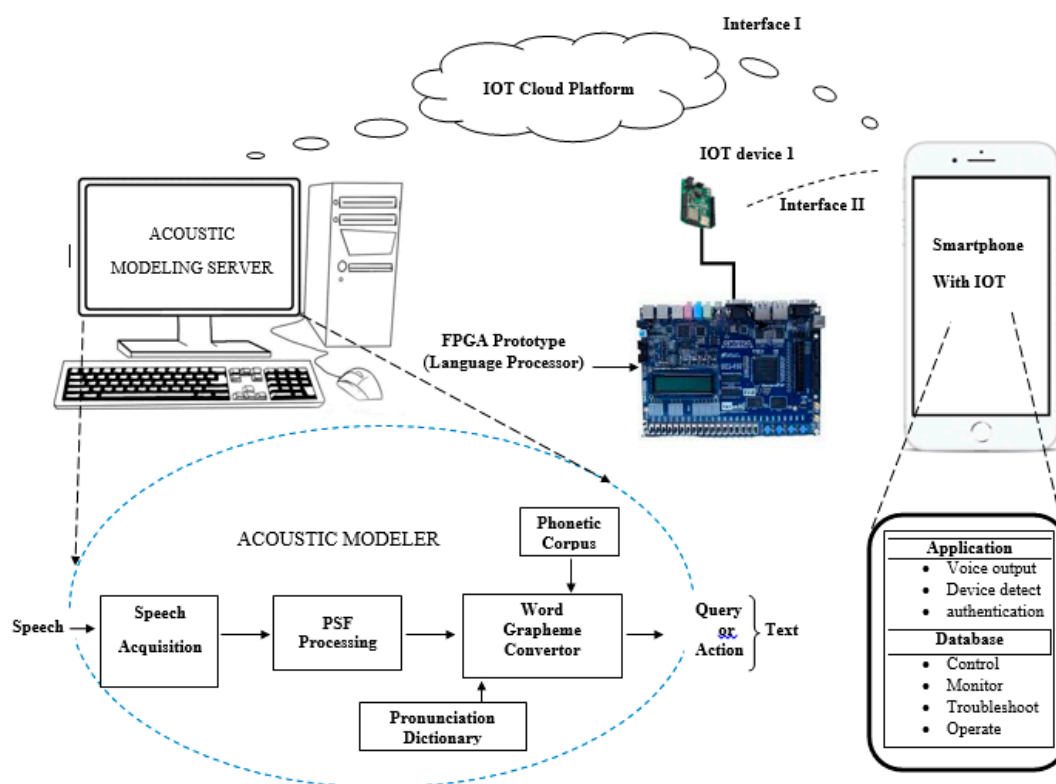 Interface I
IOT Cloud Platform
IOT device 1
Interface II
ACOUSTIC
MODELING SERVER
Smartphone
With IOT
FPGA Prototype
(Language Processor)
ACOUSTIC MODELER
Phonetic
Corpus
Speech
Speech
Acquisition
PSF
Processing
Word
Grapheme
Convertor
Query
or
Action
Text
Pronunciation
Dictionary
Application
• Voice output
• Device detect
• authentication
Database
• Control
• Monitor
• Troubleshoot
• Operate